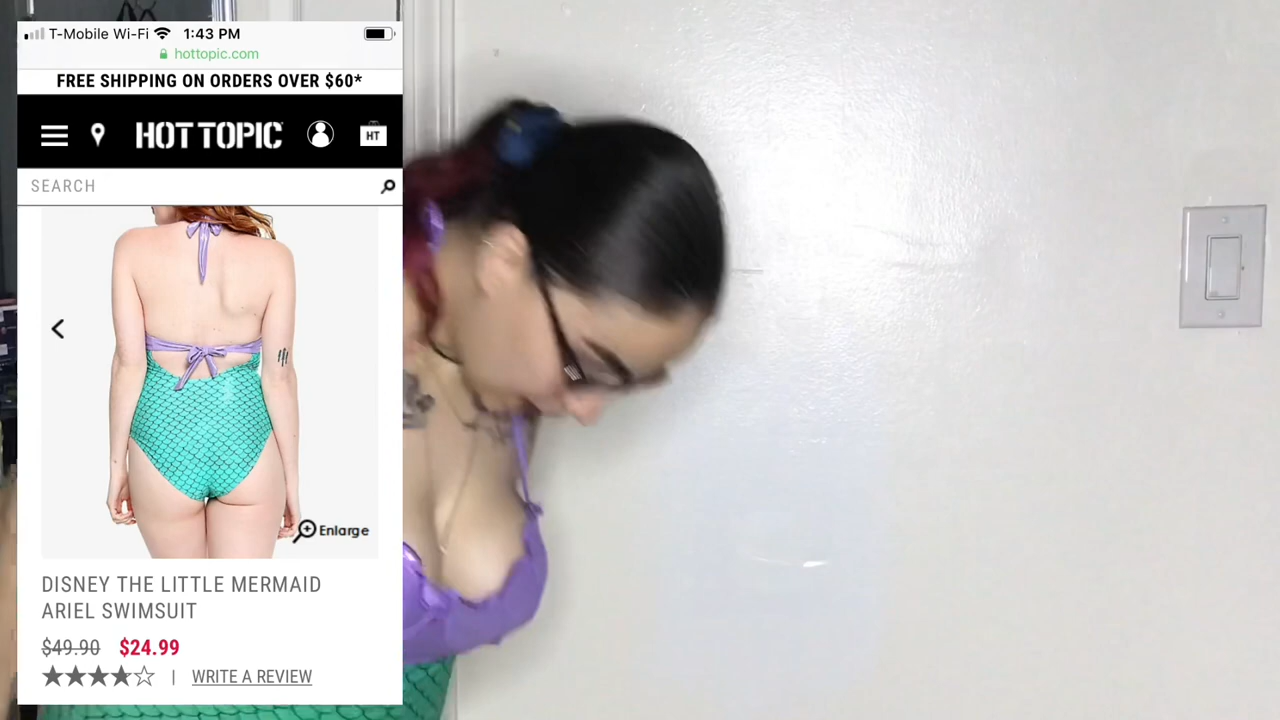 T-Mobile Wi-Fi 1:43 PM
hottopic.com
FREE SHIPPING ON ORDERS OVER $60*
HOT TOPIC HT
SEARCH
Enlarge
DISNEY THE LITTLE MERMAID
ARIEL SWIMSUIT
$49.90 $24.99
| WRITE A REVIEW